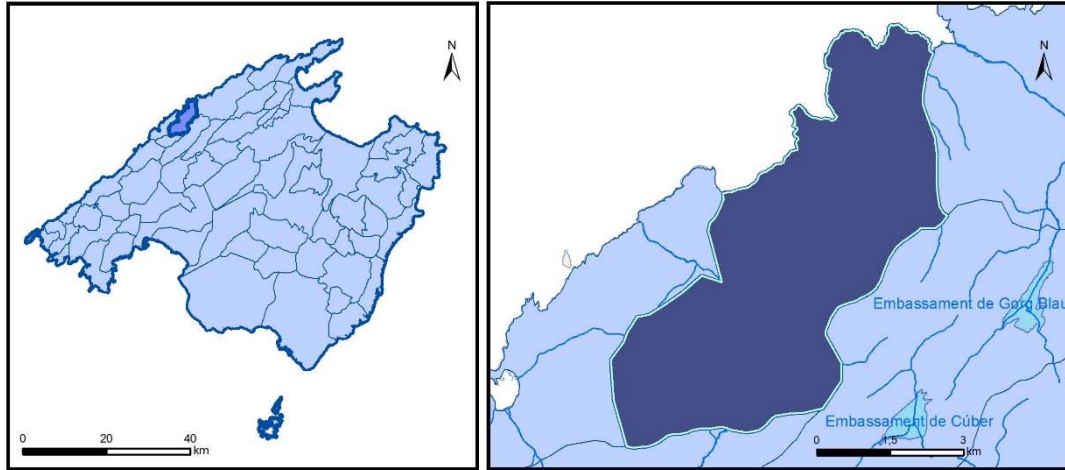 N
0 20 40
km
N
Embassament de Gorg Blau
Embassament de Cúber
0 1,5 3
km